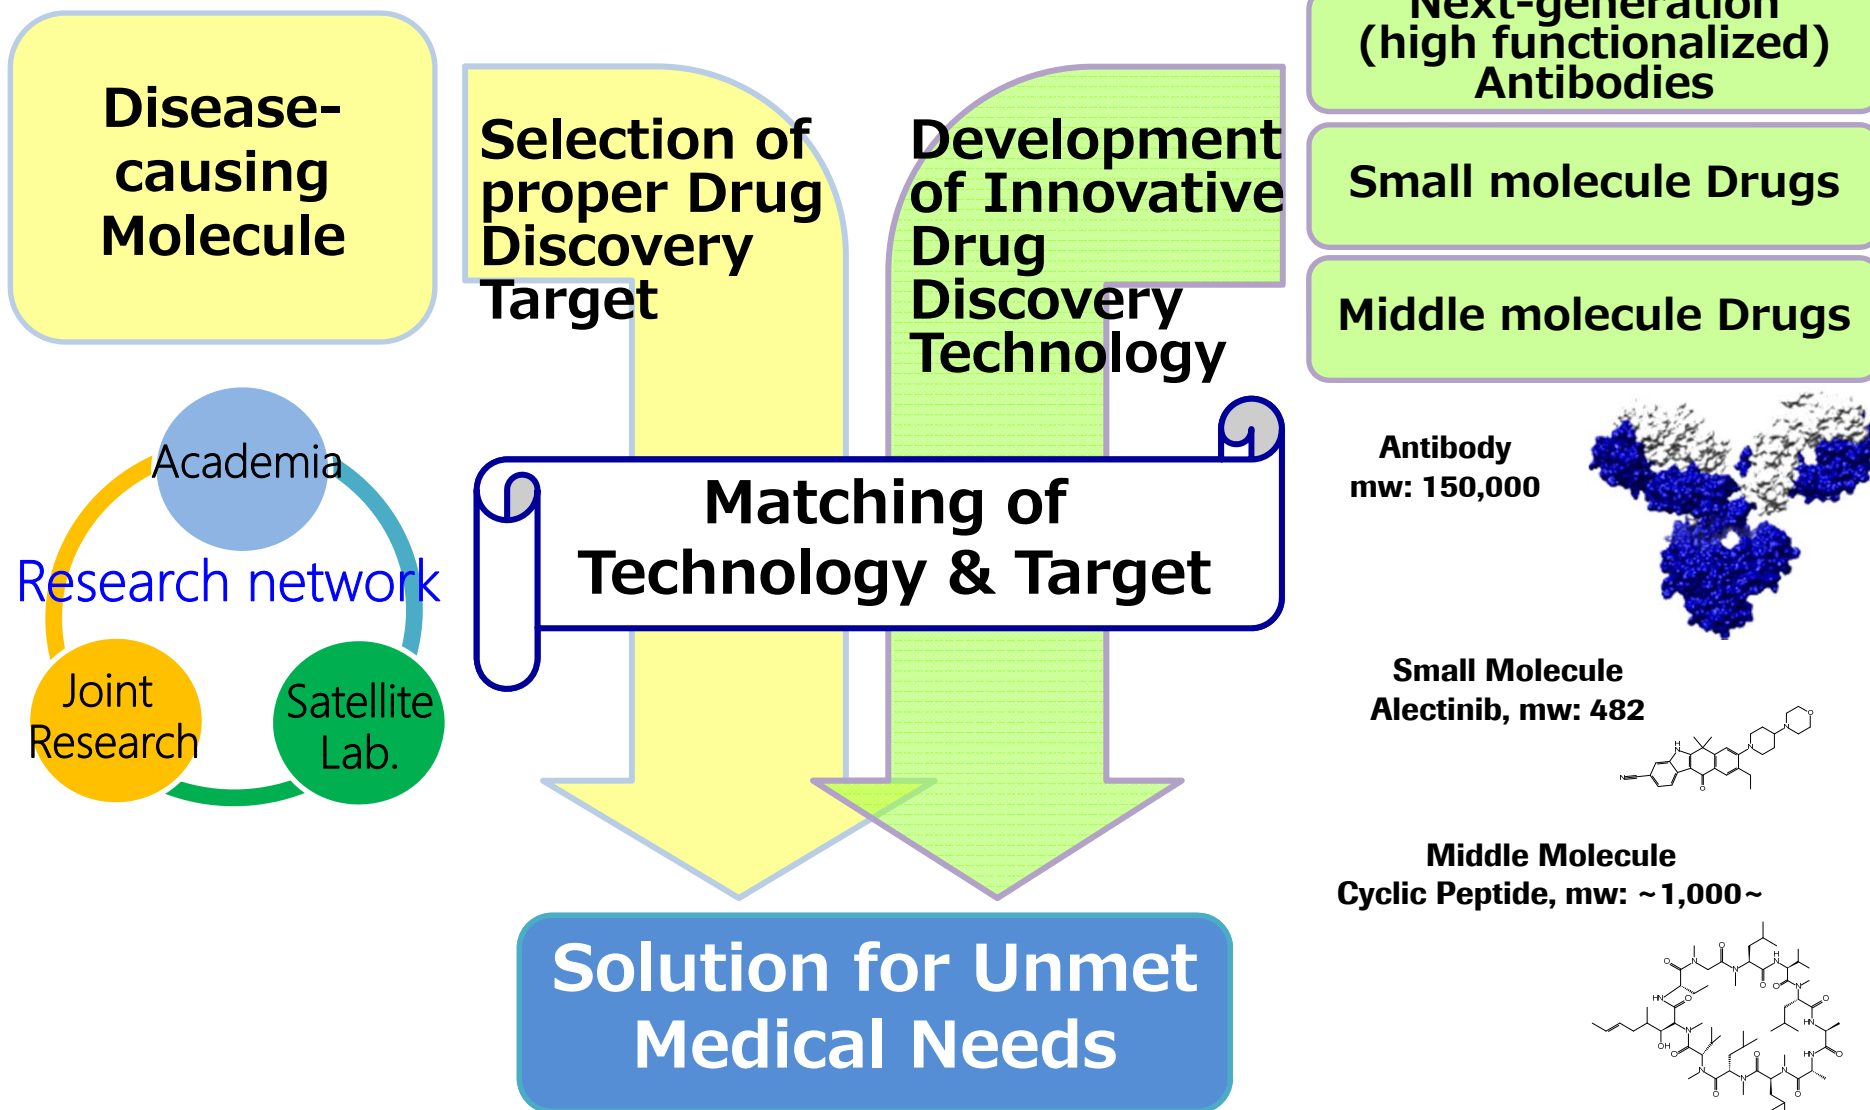 Disease-
causing
Molecule
Selection of
proper Drug
Discovery
Target
Development
of Innovative
Drug
Discovery
Technology
Next-generation
(high functionalized)
Antibodies
Small molecule Drugs
Middle molecule Drugs
Academia
Research network
Joint
Research
Satellite
Lab.
Matching of
Technology & Target
Antibody
mw: 150,000
Small Molecule
Alectinib, mw: 482
Middle Molecule
Cyclic Peptide, mw: ~1,000~
Solution for Unmet
Medical Needs